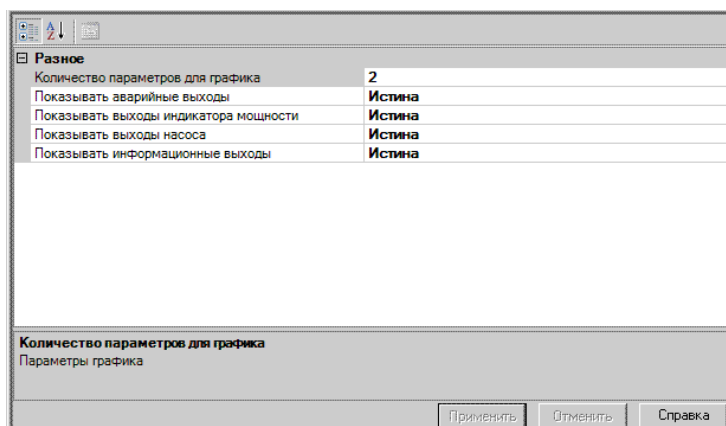 Разное
Количество параметров для графика 2
Показывать аварийные выходы Истина
Показывать выходы индикатора мощности Истина
Показывать выходы насоса Истина
Показывать информационные выходы Истина
Количество параметров для графика
Параметры графика
Применить Отменить Справка